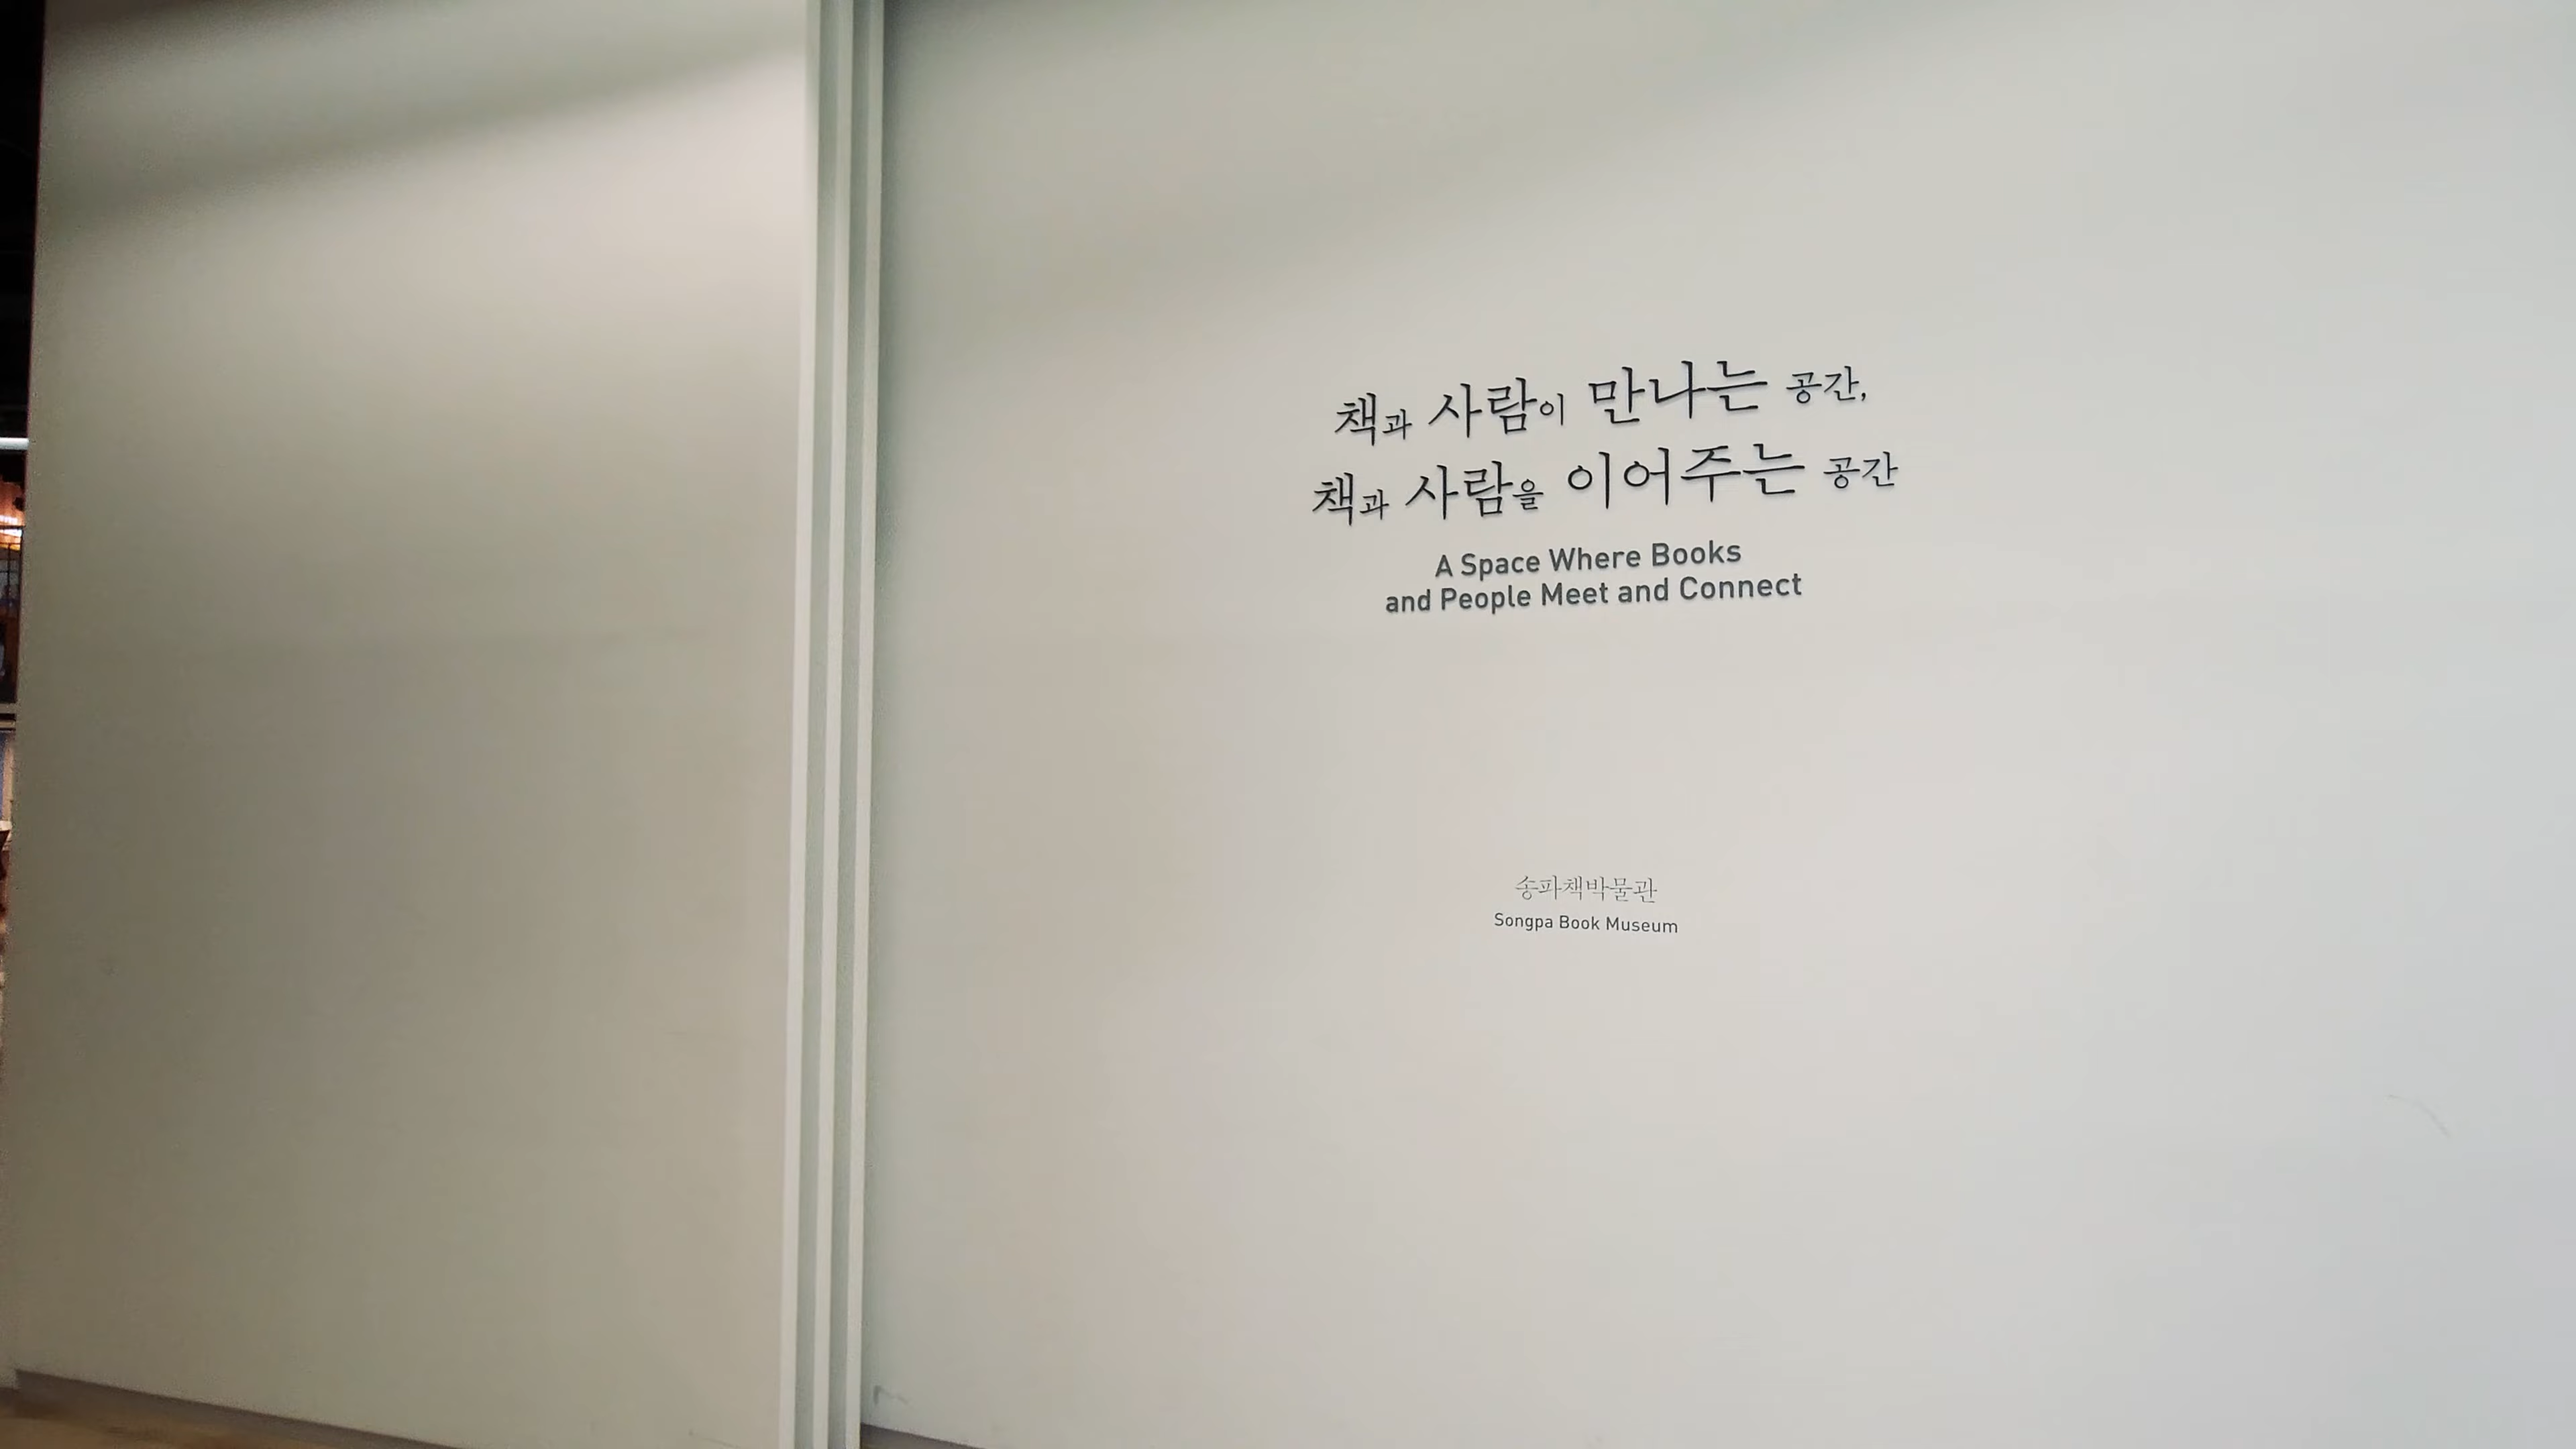 책과 사람이 만나는 공간,
책과 사람을 이어주는 공간
A Space Where Books
and People Meet and Connect
송파책박물관
Songpa Book Museum